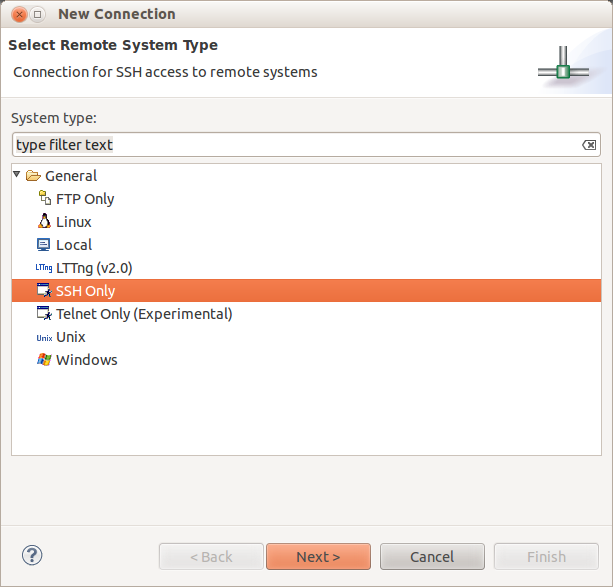 New Connection
Select Remote System Type
Connection for SSH access to remote systems
System type:
type filter text
General
FTP Only
Linux
Local
LTTng LTTng (v2.0)
SSH Only
Telnet Only (Experimental)
Unix Unix
Windows
? < Back Next > Cancel Finish